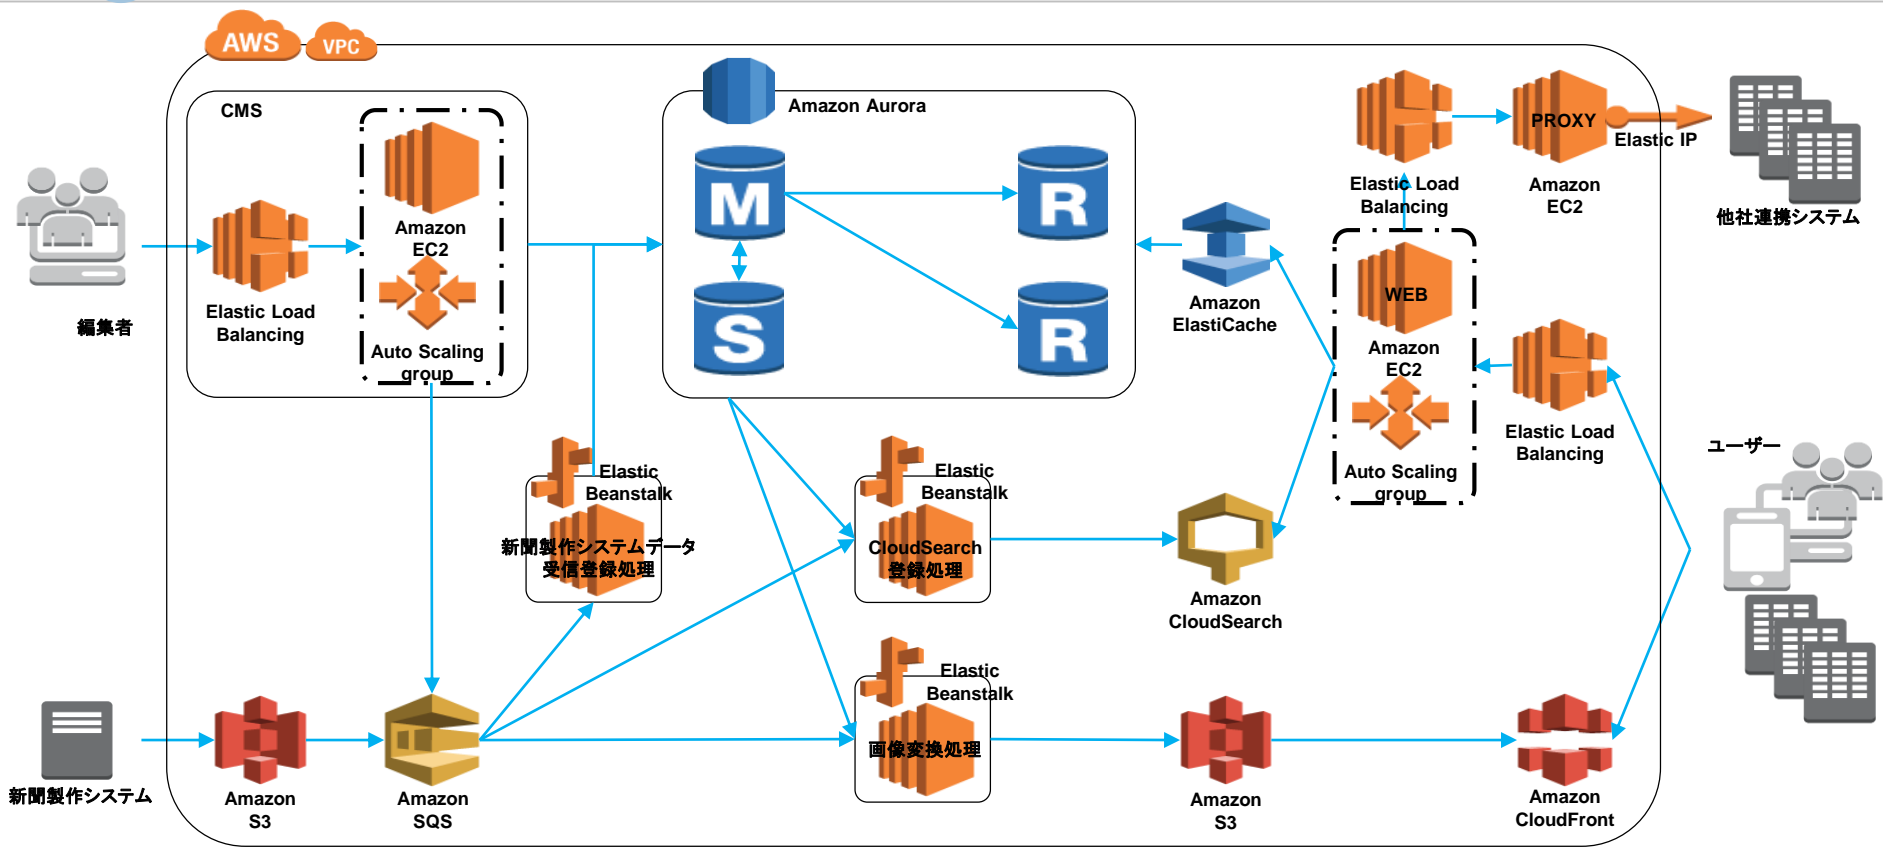 AWS
VPC
CMS
Amazon
EC2
Auto Scaling
group
Elastic Load
Balancing
編集者
Amazon Aurora
M
S
R
R
Amazon
ElastiCache
Elastic Load
Balancing
PROXY
Amazon
EC2
Elastic IP
他社連携システム
WEB
Amazon
EC2
Auto Scaling
group
Elastic Load
Balancing
ユーザー
Elastic
Beanstalk
新聞製作システムデータ
受信登録処理
Elastic
Beanstalk
CloudSearch
登録処理
Amazon
CloudSearch
Elastic
Beanstalk
画像変換処理
新聞製作システム
Amazon
S3
Amazon
SQS
Amazon
S3
Amazon
CloudFront